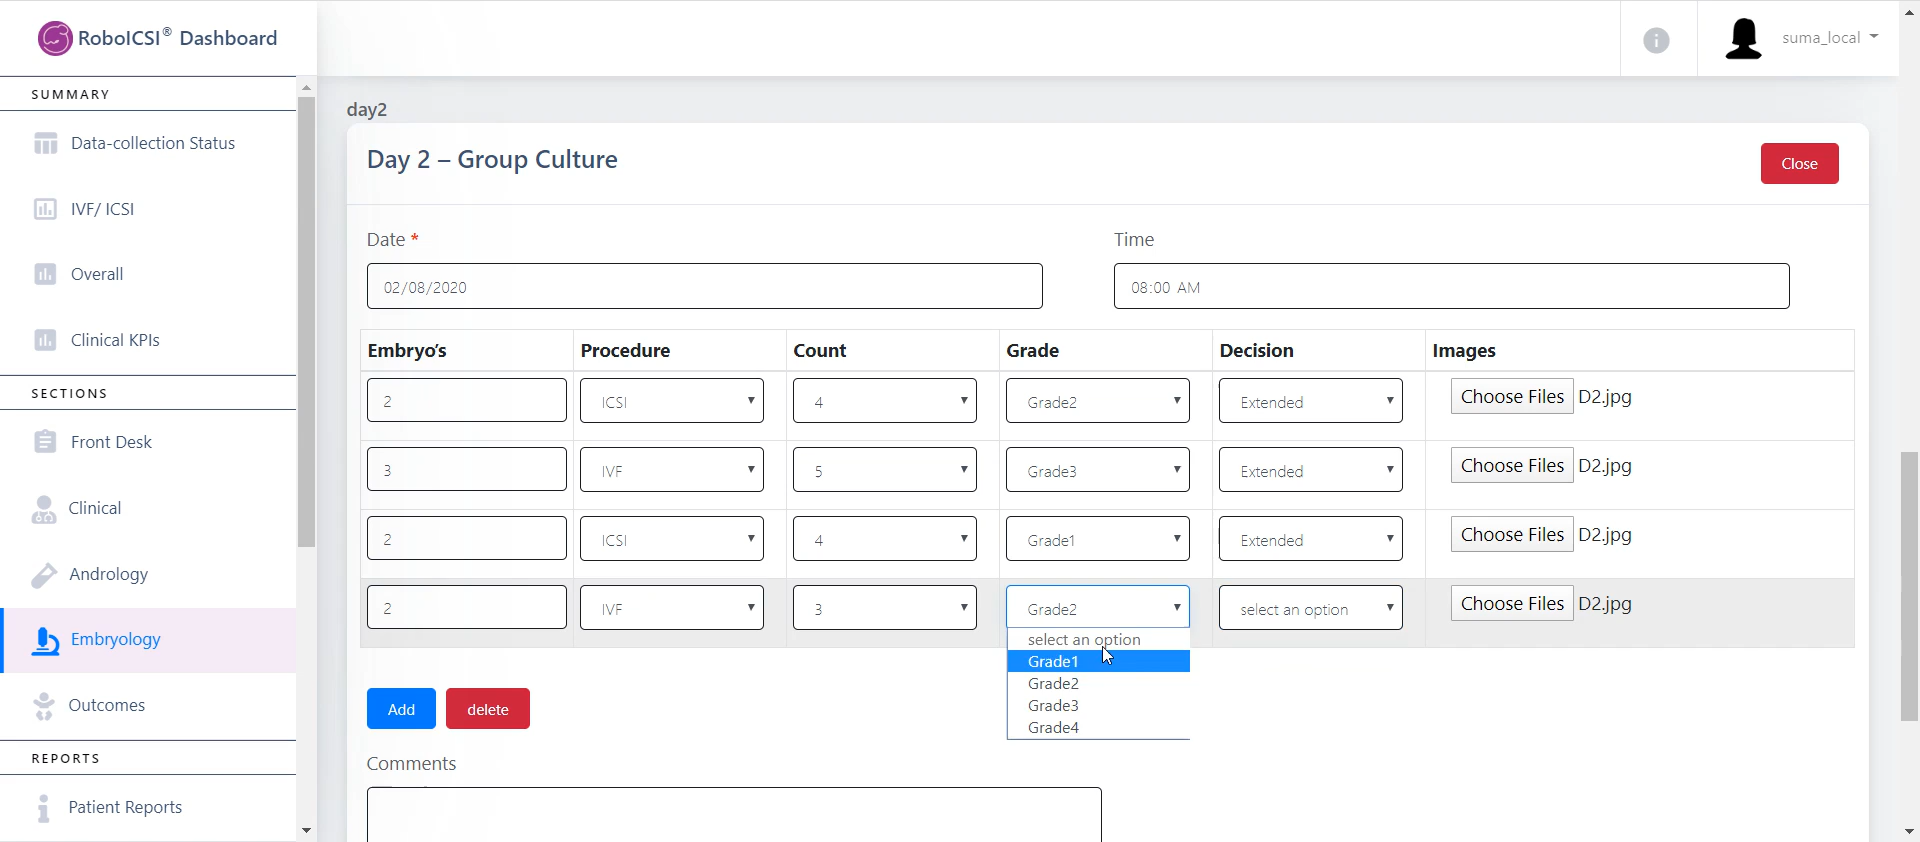 RoboICSI® Dashboard
suma_local
SUMMARY
Data-collection Status
IVF/ ICSI
Overall
Clinical KPIs
SECTIONS
Front Desk
Clinical
Andrology
Embryology
Outcomes
REPORTS
Patient Reports
day2
Day 2 – Group Culture
Close
Date * Time
02/08/2020 08:00 AM
Embryo's Procedure Count Grade Decision Images
2 ICSI 4 Grade2 Extended Choose Files D2.jpg
3 IVF 5 Grade3 Extended Choose Files D2.jpg
2 ICSI 4 Grade1 Extended Choose Files D2.jpg
2 IVF 3 Grade2 select an option Choose Files D2.jpg
select an option
Grade1
Grade2
Grade3
Grade4
Add delete
Comments